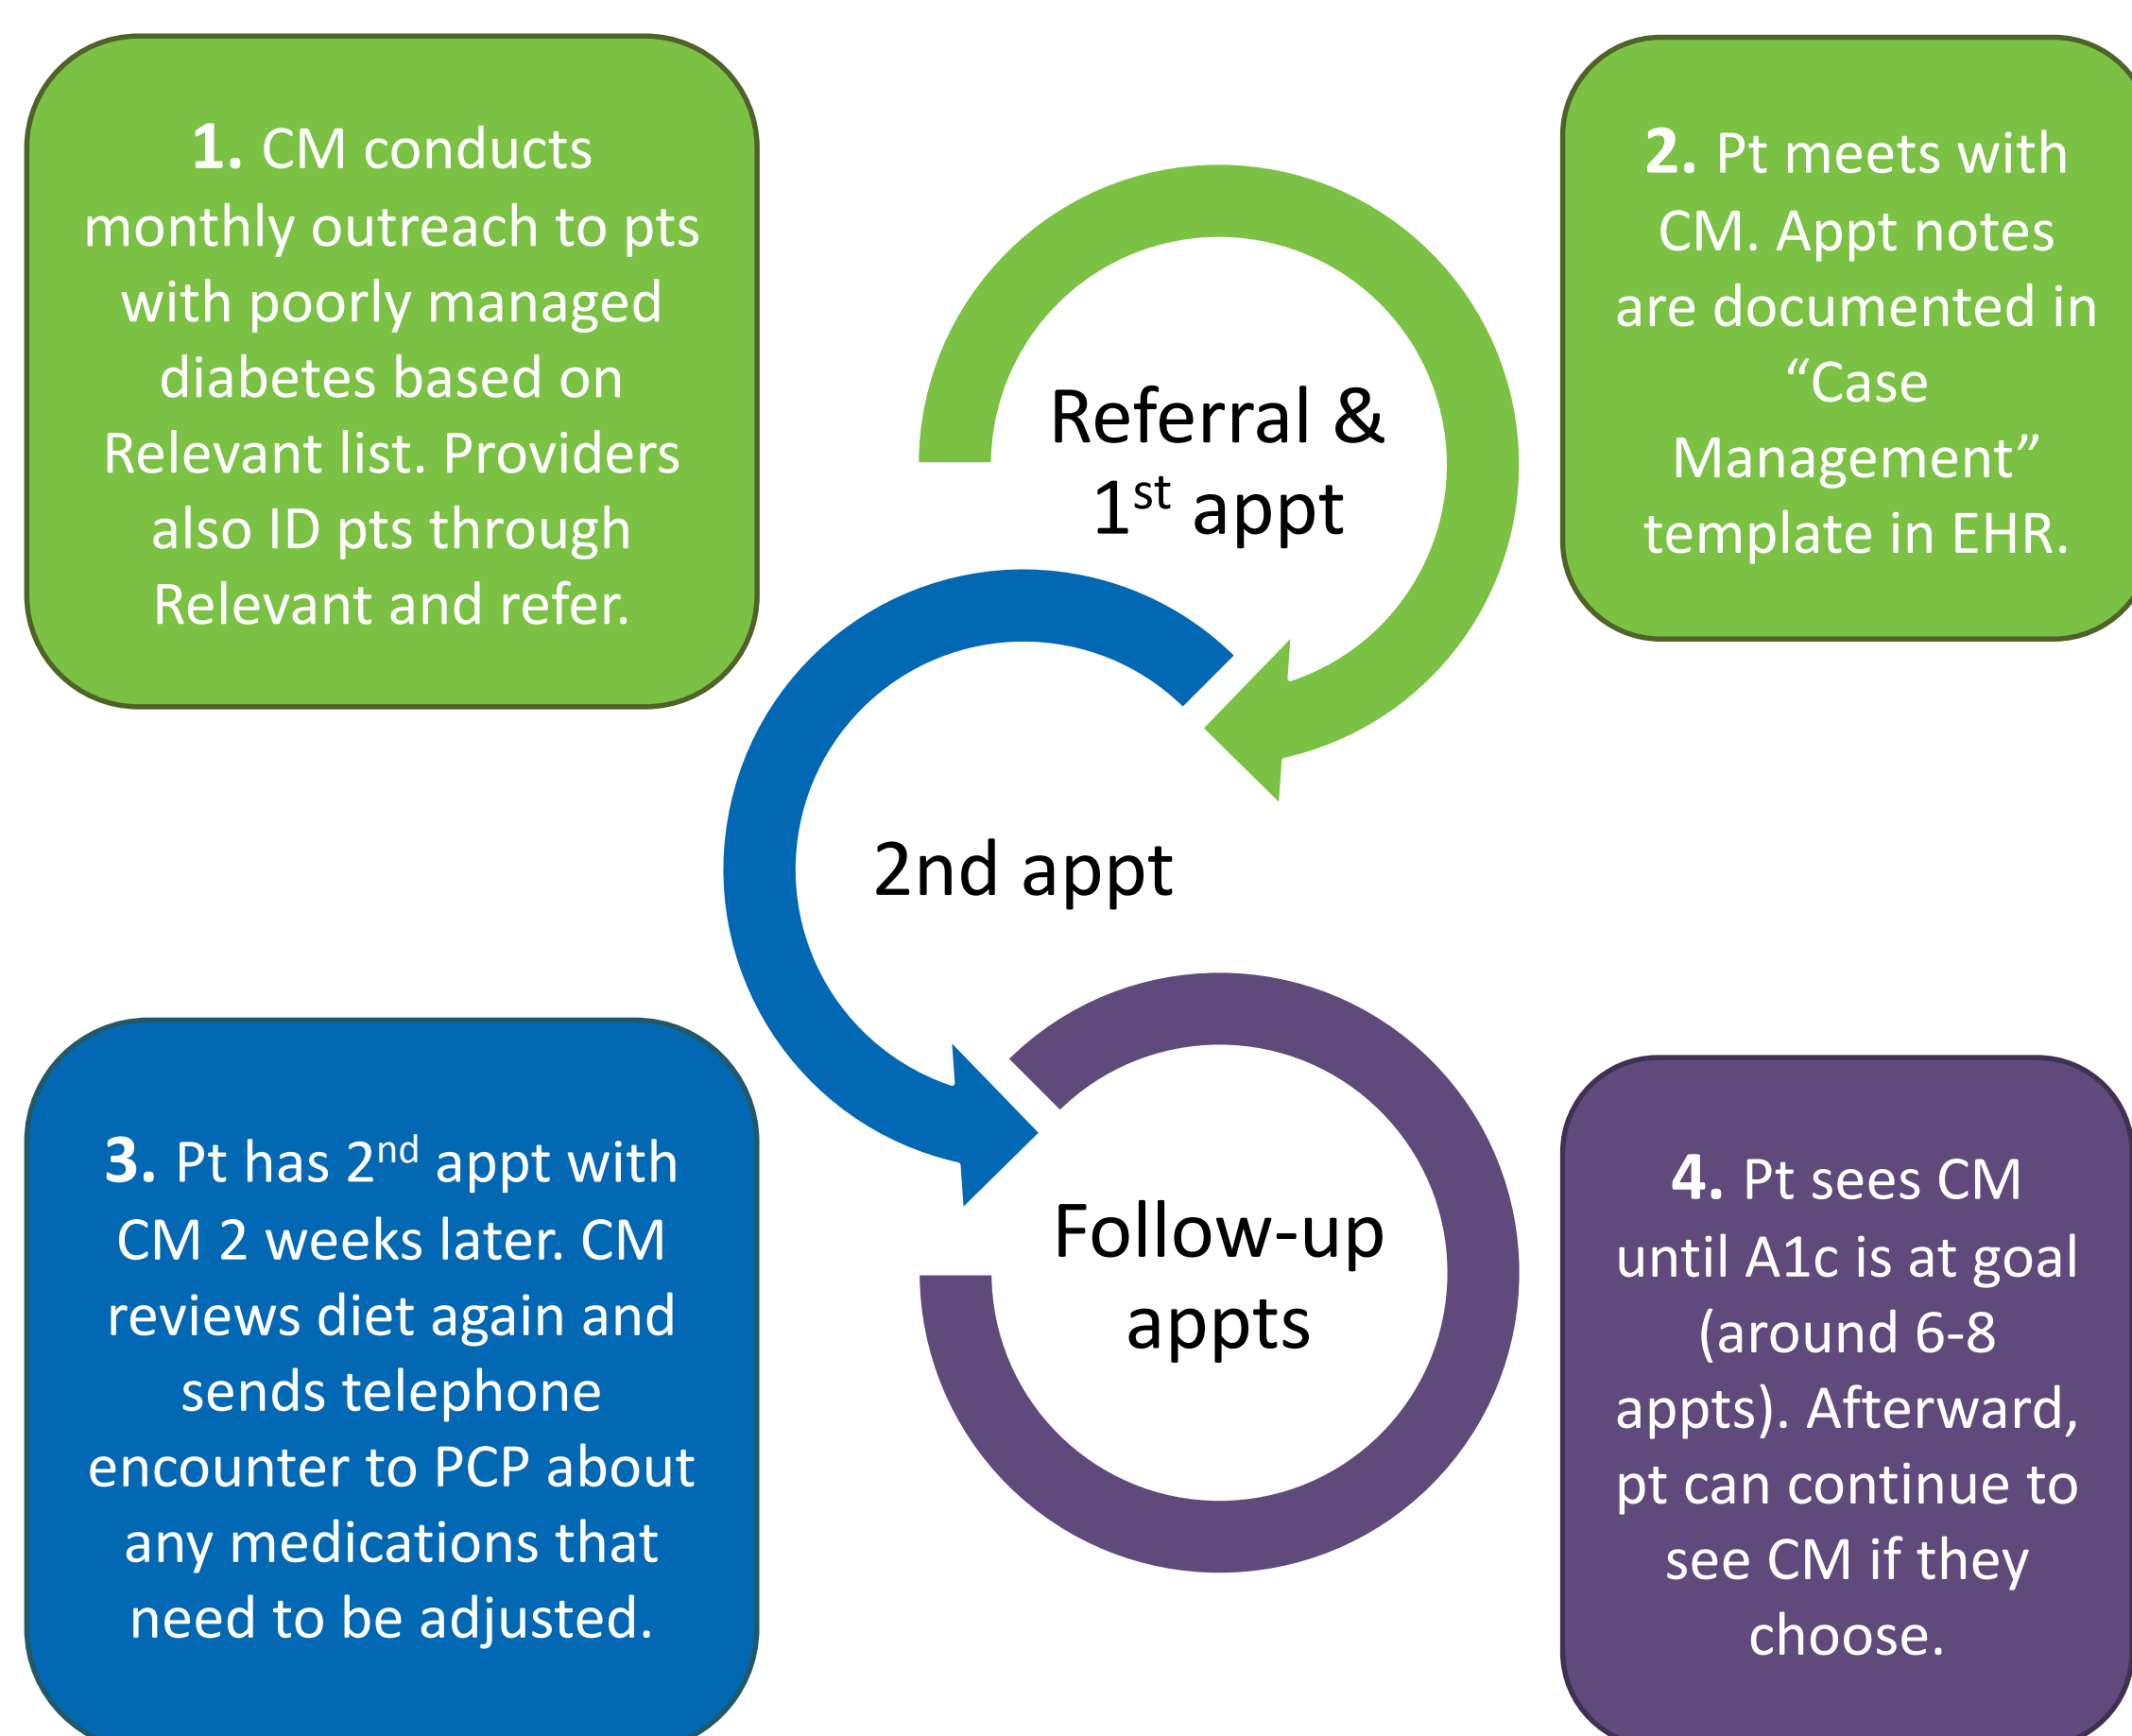 1. CM conducts
monthly outreach to pts
with poorly managed
diabetes based on
Relevant list. Providers
also ID pts through
Relevant and refer.
2. Pt meets with
CM. Appt notes
are documented in
“Case
Management”
template in EHR.
Referral &
1st appt
2nd appt
3. Pt has 2nd appt with
CM 2 weeks later. CM
reviews diet again and
sends telephone
encounter to PCP about
any medications that
need to be adjusted.
Follow-up
appts
4. Pt sees CM
until A1c is at goal
(around 6-8
appts). Afterward,
pt can continue to
see CM if they
choose.